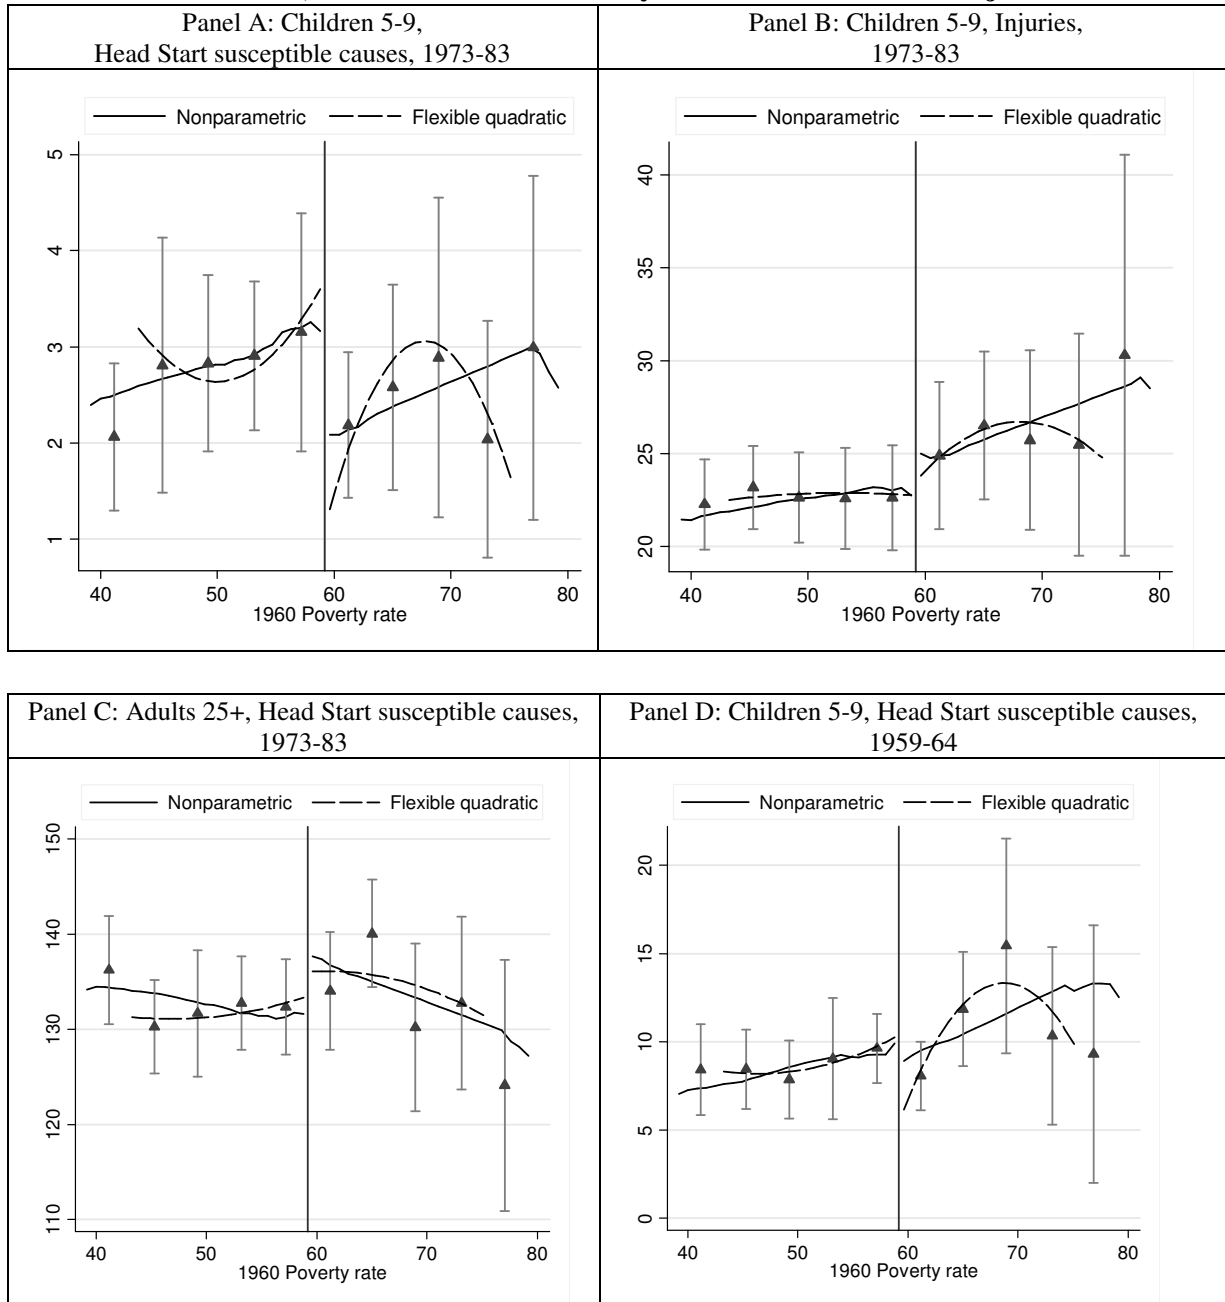 Panel A: Children 5-9,
Head Start susceptible causes, 1973-83
Panel B: Children 5-9, Injuries,
1973-83
Nonparametric Flexible quadratic
5
4
3
2
1
40 50 60 70 80
1960 Poverty rate
Nonparametric Flexible quadratic
40
35
30
25
20
40 50 60 70 80
1960 Poverty rate
Panel C: Adults 25+, Head Start susceptible causes,
1973-83
Panel D: Children 5-9, Head Start susceptible causes,
1959-64
Nonparametric Flexible quadratic
150
140
130
120
110
40 50 60 70 80
1960 Poverty rate
Nonparametric Flexible quadratic
20
15
10
5
0
40 50 60 70 80
1960 Poverty rate